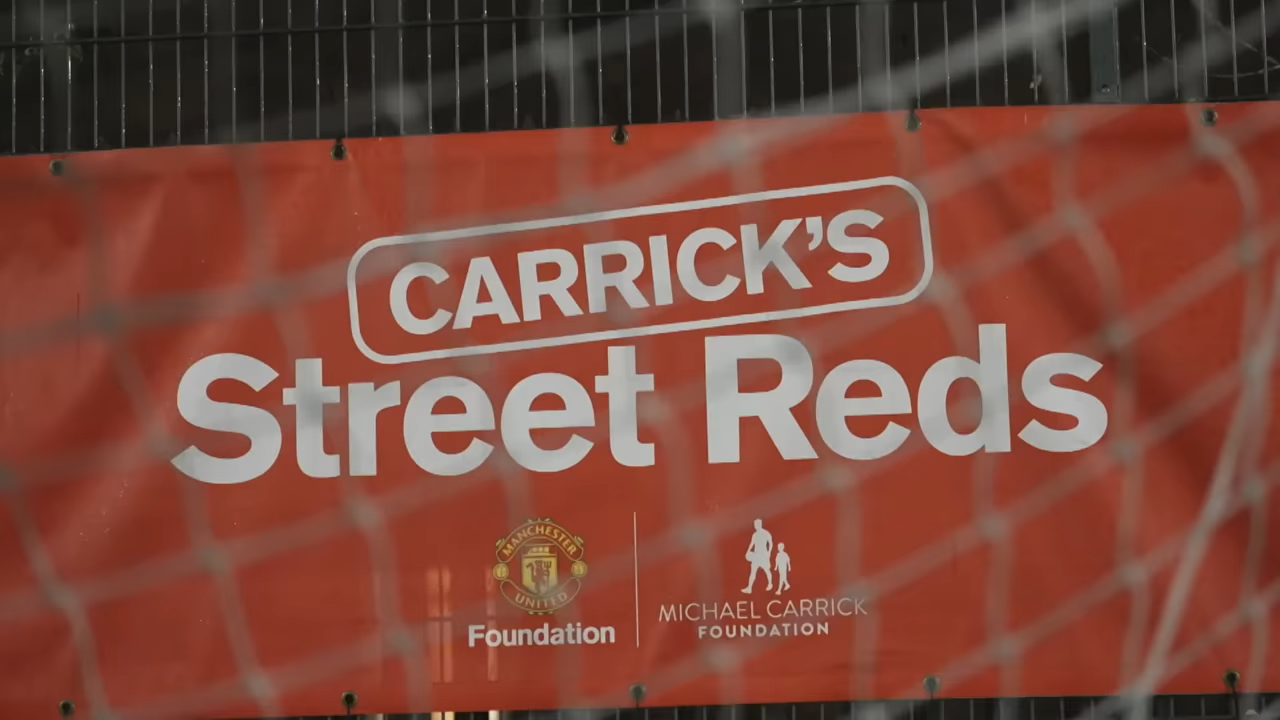 CARRICK'S
Street Reds
MANCHESTER
UNITED
Foundation
MICHAEL CARRICK
FOUNDATION